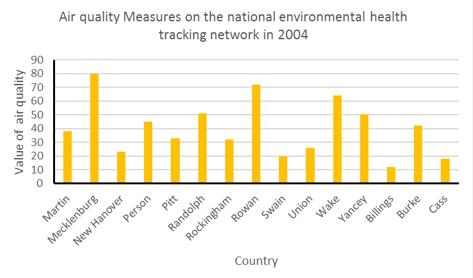 Air quality Measures on the national environmental health
tracking network in 2004
Value of air quality
90
80
70
60
50
40
30
20
10
0
Martin
Mecklenburg
New Hanover
Person
Pitt
Randolph
Rockingham
Rowan
Swain
Union
Wake
Yancey
Billings
Burke
Cass
Country